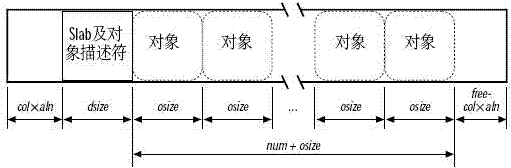 Slab及对
象描述符
对象
对象
对象
对象
col×aln
dsize
osize
osize
...
osize
osize
free-
col×aln
num + osize